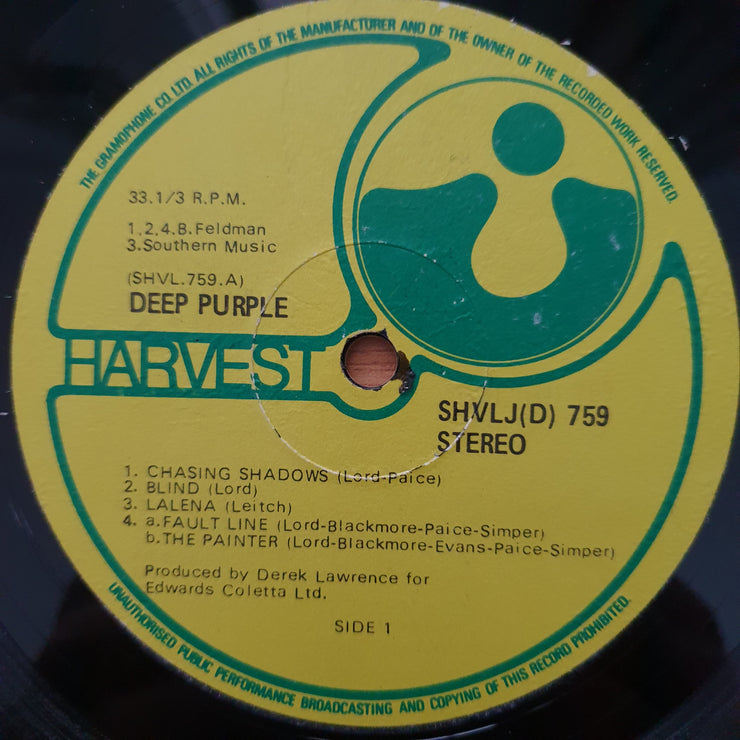 THE GRAMOPHONE CO. LTD. ALL RIGHTS OF THE MANUFACTURER AND OF THE OWNER OF THE RECORDED WORK RESERVED.
33.1/3 R.P.M.
1,2,4.B.Feldman
3.Southern Music
(SHVL.759.A)
DEEP PURPLE
HARVEST
SHVLJ(D) 759
STEREO
1. CHASING SHADOWS (Lord-Paice)
2. BLIND (Lord)
3. LALENA (Leitch)
4. a.FAULT LINE (Lord-Blackmore-Paice-Simper)
b.THE PAINTER (Lord-Blackmore-Evans-Paice-Simper)
Produced by Derek Lawrence for
Edwards Coletta Ltd.
SIDE 1
UNAUTHORISED PUBLIC PERFORMANCE BROADCASTING AND COPYING OF THIS RECORD PROHIBITED.